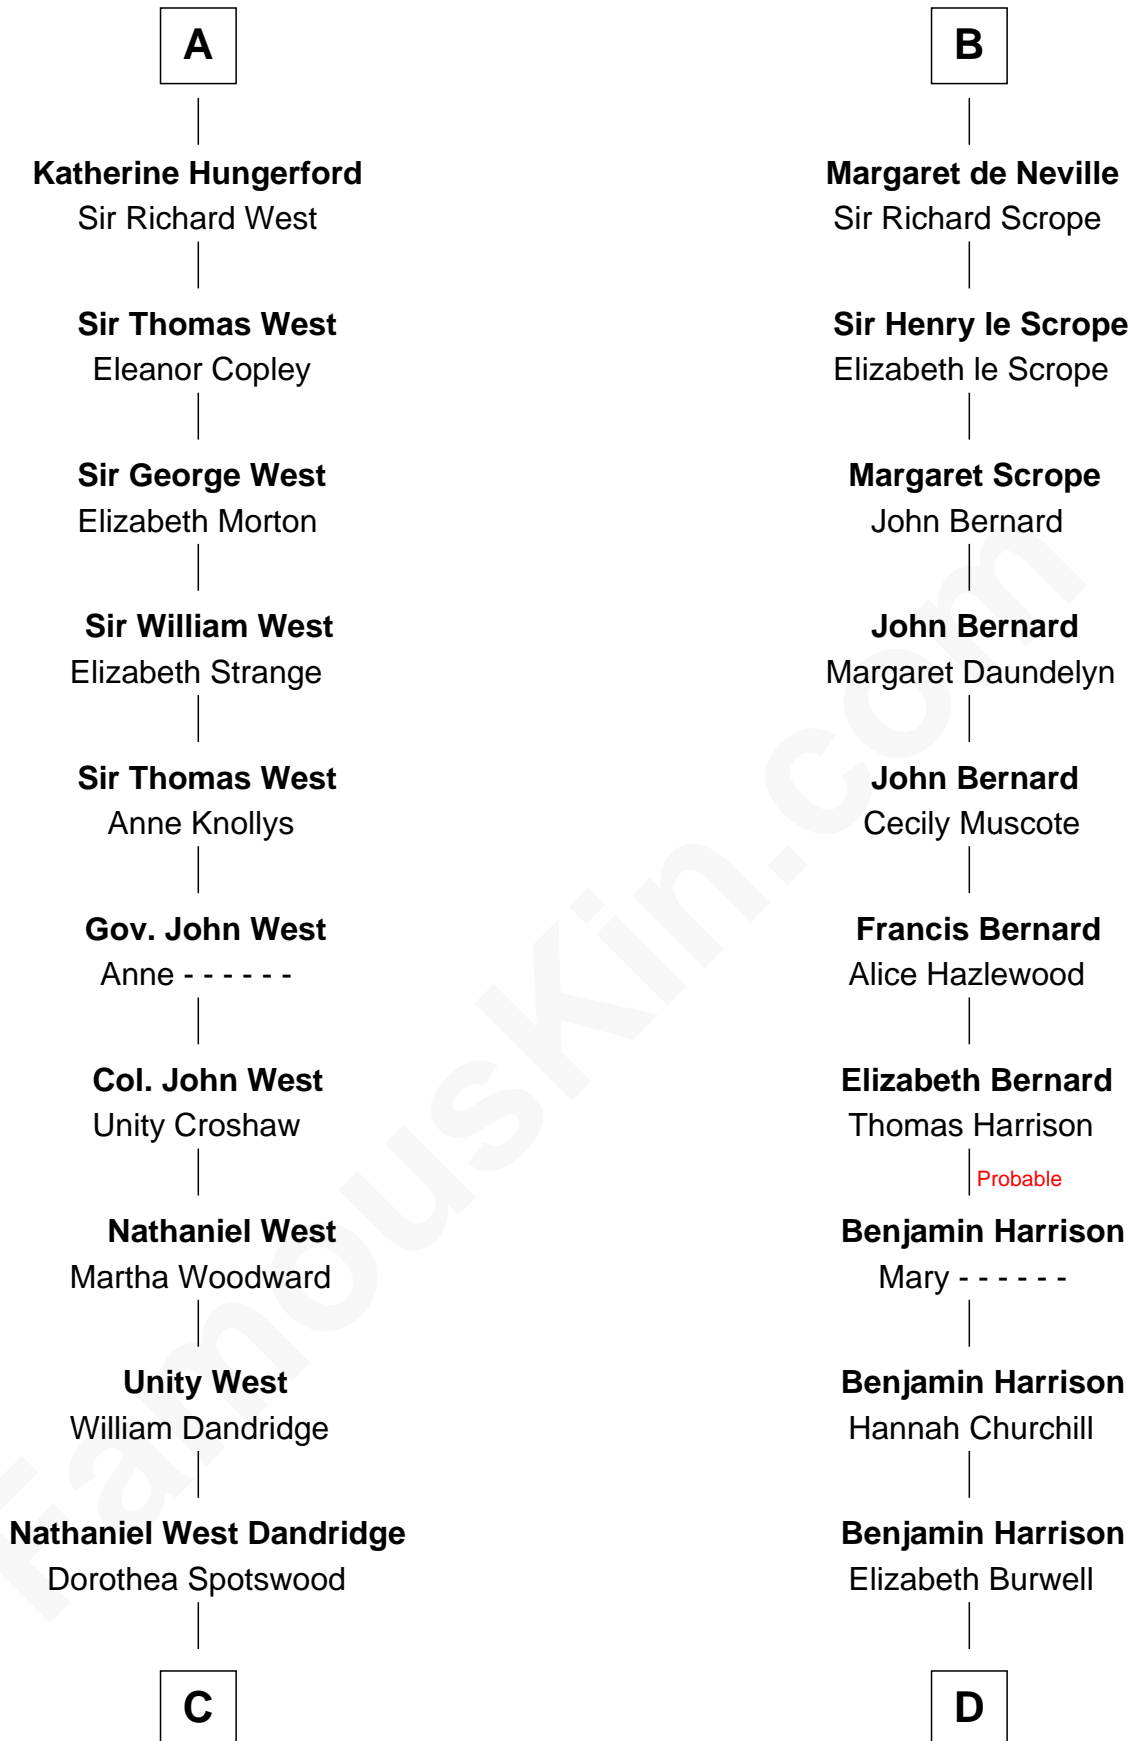 A
Katherine Hungerford
Sir Richard West
Sir Thomas West
Eleanor Copley
Sir George West
Elizabeth Morton
Sir William West
Elizabeth Strange
Sir Thomas West
Anne Knollys
Gov. John West
Anne - - - - - -
Col. John West
Unity Croshaw
Nathaniel West
Martha Woodward
Unity West
William Dandridge
Nathaniel West Dandridge
Dorothea Spotswood
C
B
Margaret de Neville
Sir Richard Scrope
Sir Henry le Scrope
Elizabeth le Scrope
Margaret Scrope
John Bernard
John Bernard
Margaret Daundelyn
John Bernard
Cecily Muscote
Francis Bernard
Alice Hazlewood
Elizabeth Bernard
Thomas Harrison
Probable
Benjamin Harrison
Mary - - - - - -
Benjamin Harrison
Hannah Churchill
Benjamin Harrison
Elizabeth Burwell
D
FamousKin.com